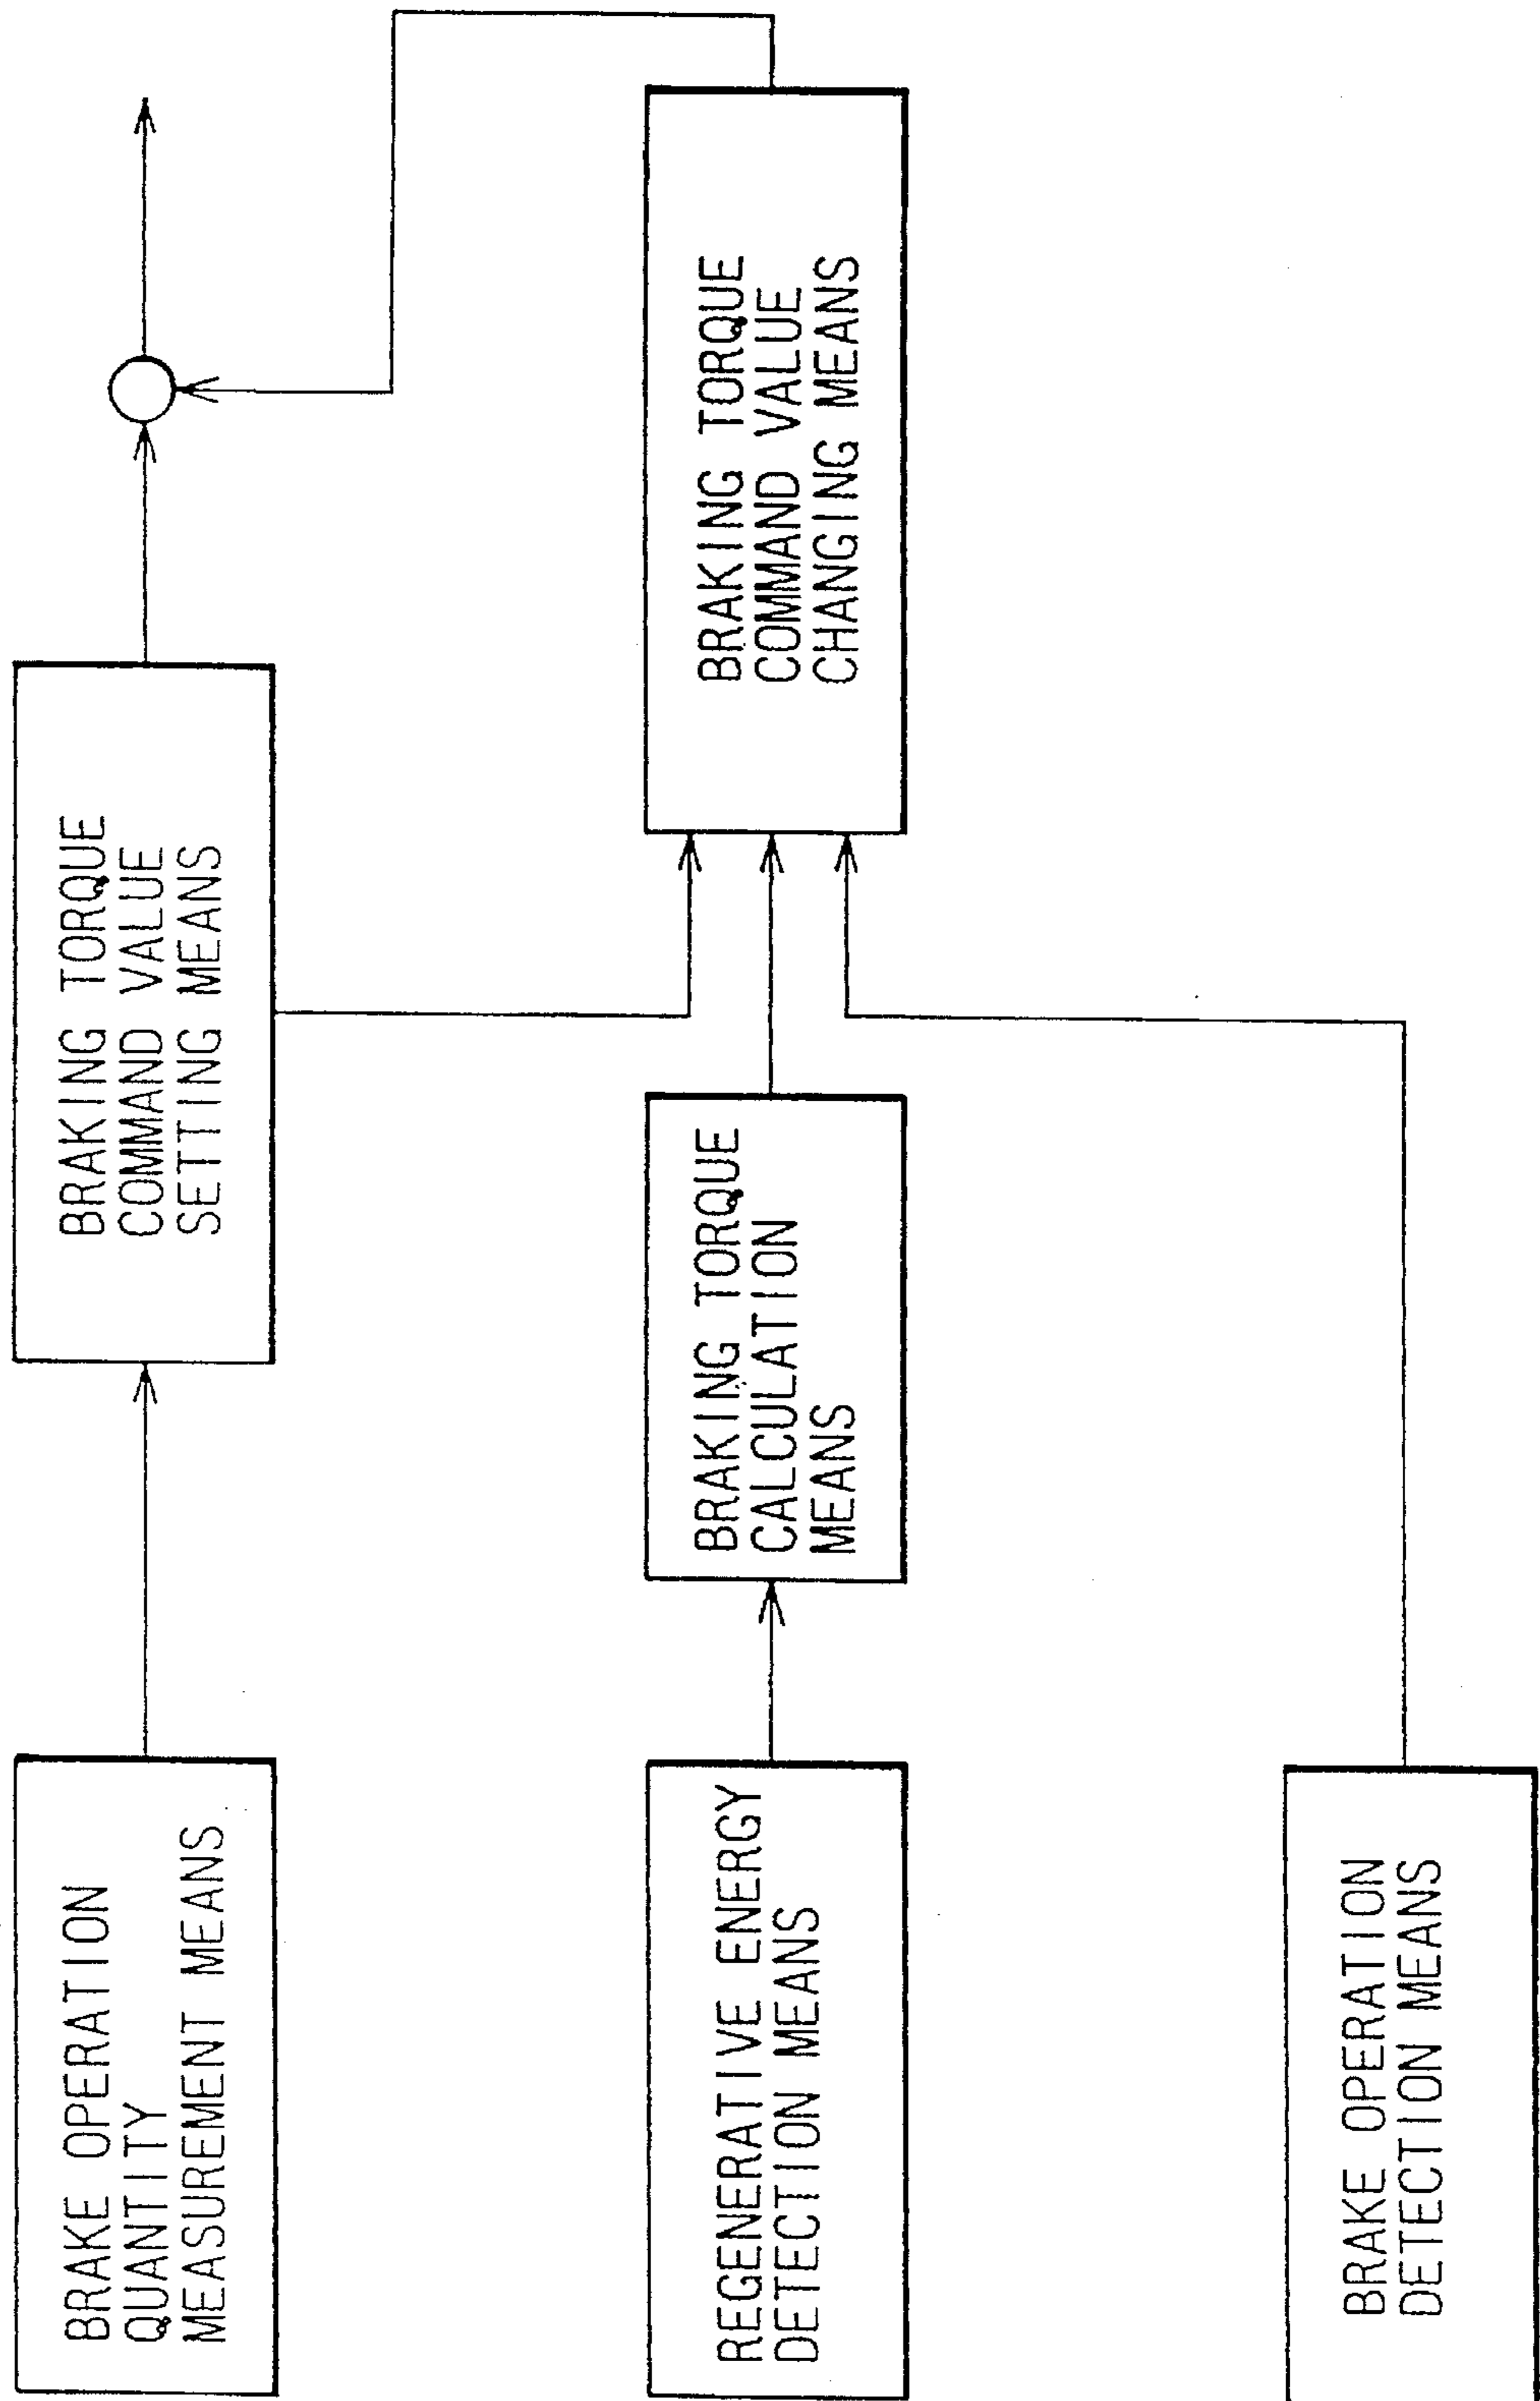 BRAKE OPERATION
QUANTITY
MEASUREMENT MEANS
BRAKING TORQUE
COMMAND VALUE
SETTING MEANS
REGENERATIVE ENERGY
DETECTION MEANS
BRAKING TORQUE
CALCULATION
MEANS
BRAKING TORQUE
COMMAND VALUE
CHANGING MEANS
BRAKE OPERATION
DETECTION MEANS